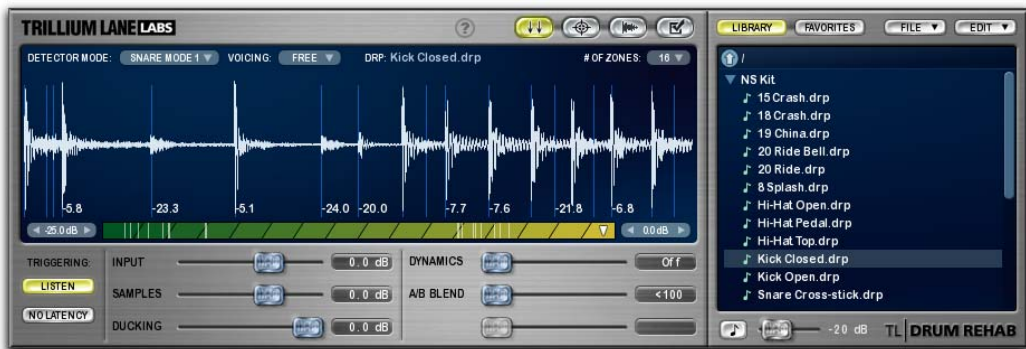 TRILLIUM LANE LABS
?
LIBRARY FAVORITES FILE EDIT
DETECTOR MODE: SNARE MODE 1 VOICING: FREE DRP: Kick Closed.drp # OF ZONES: 16
/
NS Kit
15 Crash.drp
18 Crash.drp
19 China.drp
20 Ride Bell.drp
20 Ride.drp
8 Splash.drp
Hi-Hat Open.drp
Hi-Hat Pedal.drp
Hi-Hat Top.drp
Kick Closed.drp
Kick Open.drp
Snare Cross-stick.drp
-5.8 -23.3 -5.1 -24.0 -20.0 -7.7 -7.6 -21.8 -6.8
-25.0 dB 0.0 dB
TRIGGERING: INPUT 0.0 dB DYNAMICS Off
LISTEN
SAMPLES 0.0 dB A/B BLEND <100
NO LATENCY
DUCKING 0.0 dB
-20 dB TL DRUM REHAB